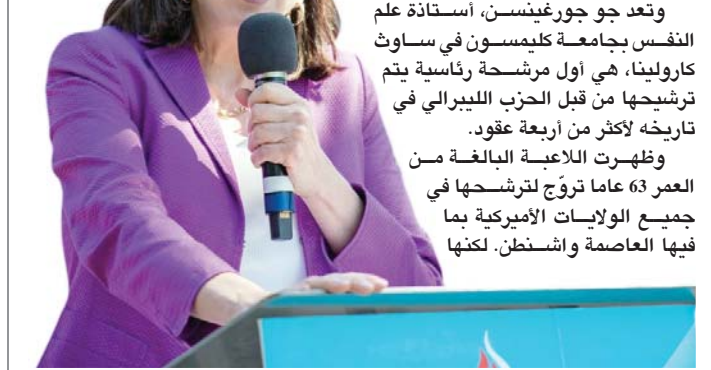 وتعد جو جورغينسن، أستاذة علم
النفس بجامعة كليمسون في ساوث
كارولينا، هي أول مرشحة رئاسية يتم
ترشيحها من قبل الحزب الليبرالي في
تاريخه لأكثر من أربعة عقود.
وظهرت اللاعبة البالغة من
العمر 63 عاما تروّج لترشحها في
جميع الولايات الأميركية بما
فيها العاصمة واشنطن. لكنها